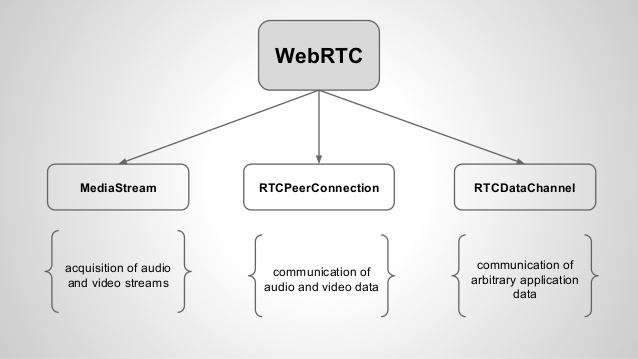 WebRTC
MediaStream
RTCPeerConnection
RTCDataChannel
acquisition of audio
and video streams
communication of
audio and video data
communication of
arbitrary application
data